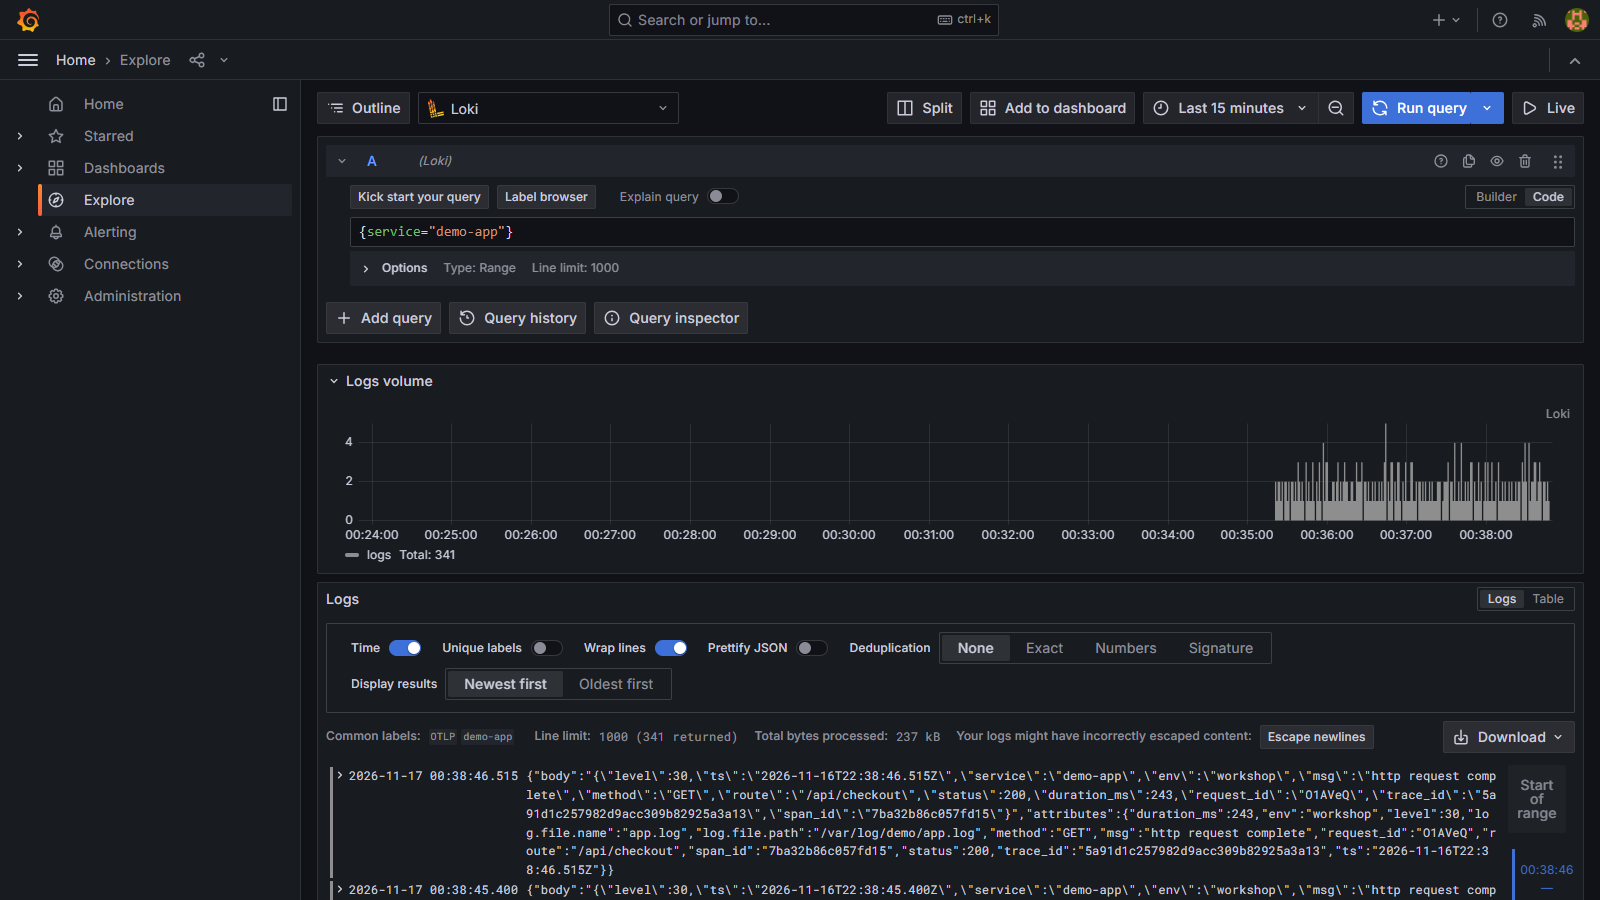 Search or jump to...
ctrl+k
Home › Explore
Home
Starred
Dashboards
Explore
Alerting
Connections
Administration
Outline
Loki
Split
Add to dashboard
Last 15 minutes
Run query
Live
A (Loki)
Kick start your query
Label browser
Explain query
Builder
Code
{service="demo-app"}
Options Type: Range Line limit: 1000
Add query
Query history
Query inspector
Logs volume
Loki
4
2
0
00:24:00 00:25:00 00:26:00 00:27:00 00:28:00 00:29:00 00:30:00 00:31:00 00:32:00 00:33:00 00:34:00 00:35:00 00:36:00 00:37:00 00:38:00
logs Total: 341
Logs
Logs
Table
Time
Unique labels
Wrap lines
Prettify JSON
Deduplication
None
Exact
Numbers
Signature
Display results
Newest first
Oldest first
Common labels: OTLP demo-app Line limit: 1000 (341 returned) Total bytes processed: 237 kB Your logs might have incorrectly escaped content:
Escape newlines
Download
2026-11-17 00:38:46.515 {"body":"{\"level\":30,\"ts\":\"2026-11-16T22:38:46.515Z\",\"service\":\"demo-app\",\"env\":\"workshop\",\"msg\":\"http request comp
lete\",\"method\":\"GET\",\"route\":\"/api/checkout\",\"status\":200,\"duration_ms\":243,\"request_id\":\"O1AVeQ\",\"trace_id\":\"5a
91d1c257982d9acc309b82925a3a13\",\"span_id\":\"7ba32b86c057fd15\"}","attributes":{"duration_ms":243,"env":"workshop","level":30,"lo
g.file.name":"app.log","log.file.path":"/var/log/demo/app.log","method":"GET","msg":"http request complete","request_id":"O1AVeQ","r
oute":"/api/checkout","span_id":"7ba32b86c057fd15","status":200,"trace_id":"5a91d1c257982d9acc309b82925a3a13","ts":"2026-11-16T22:3
8:46.515Z"}}
2026-11-17 00:38:45.400 {"body":"{\"level\":30,\"ts\":\"2026-11-16T22:38:45.400Z\",\"service\":\"demo-app\",\"env\":\"workshop\",\"msg\":\"http request comp
Start
of
range
00:38:46
—